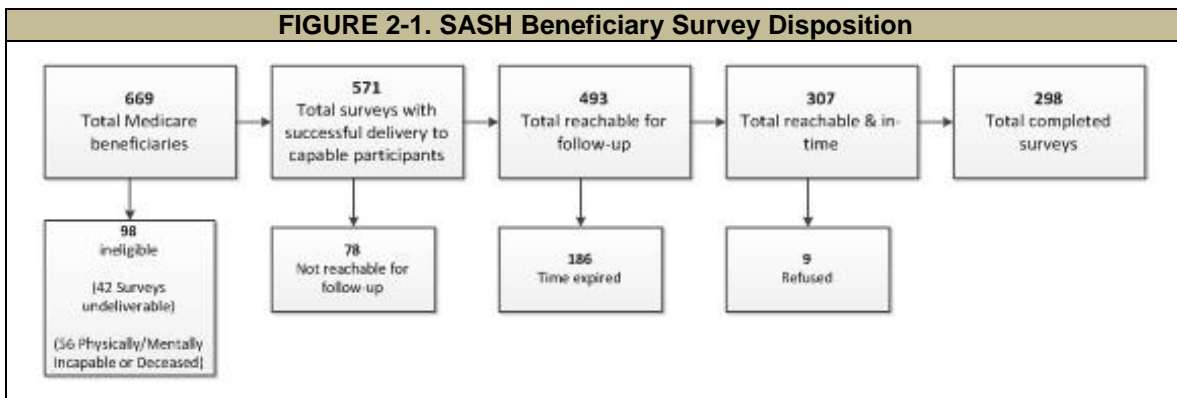 FIGURE 2-1. SASH Beneficiary Survey Disposition
669
Total Medicare
beneficiaries
571
Total surveys with
successful delivery to
capable participants
493
Total reachable for
follow-up
307
Total reachable & in-
time
298
Total completed
surveys
98
ineligible
(42 Surveys
undeliverable)
(56 Physically/Mentally
Incapable or Deceased)
78
Not reachable for
follow-up
186
Time expired
9
Refused